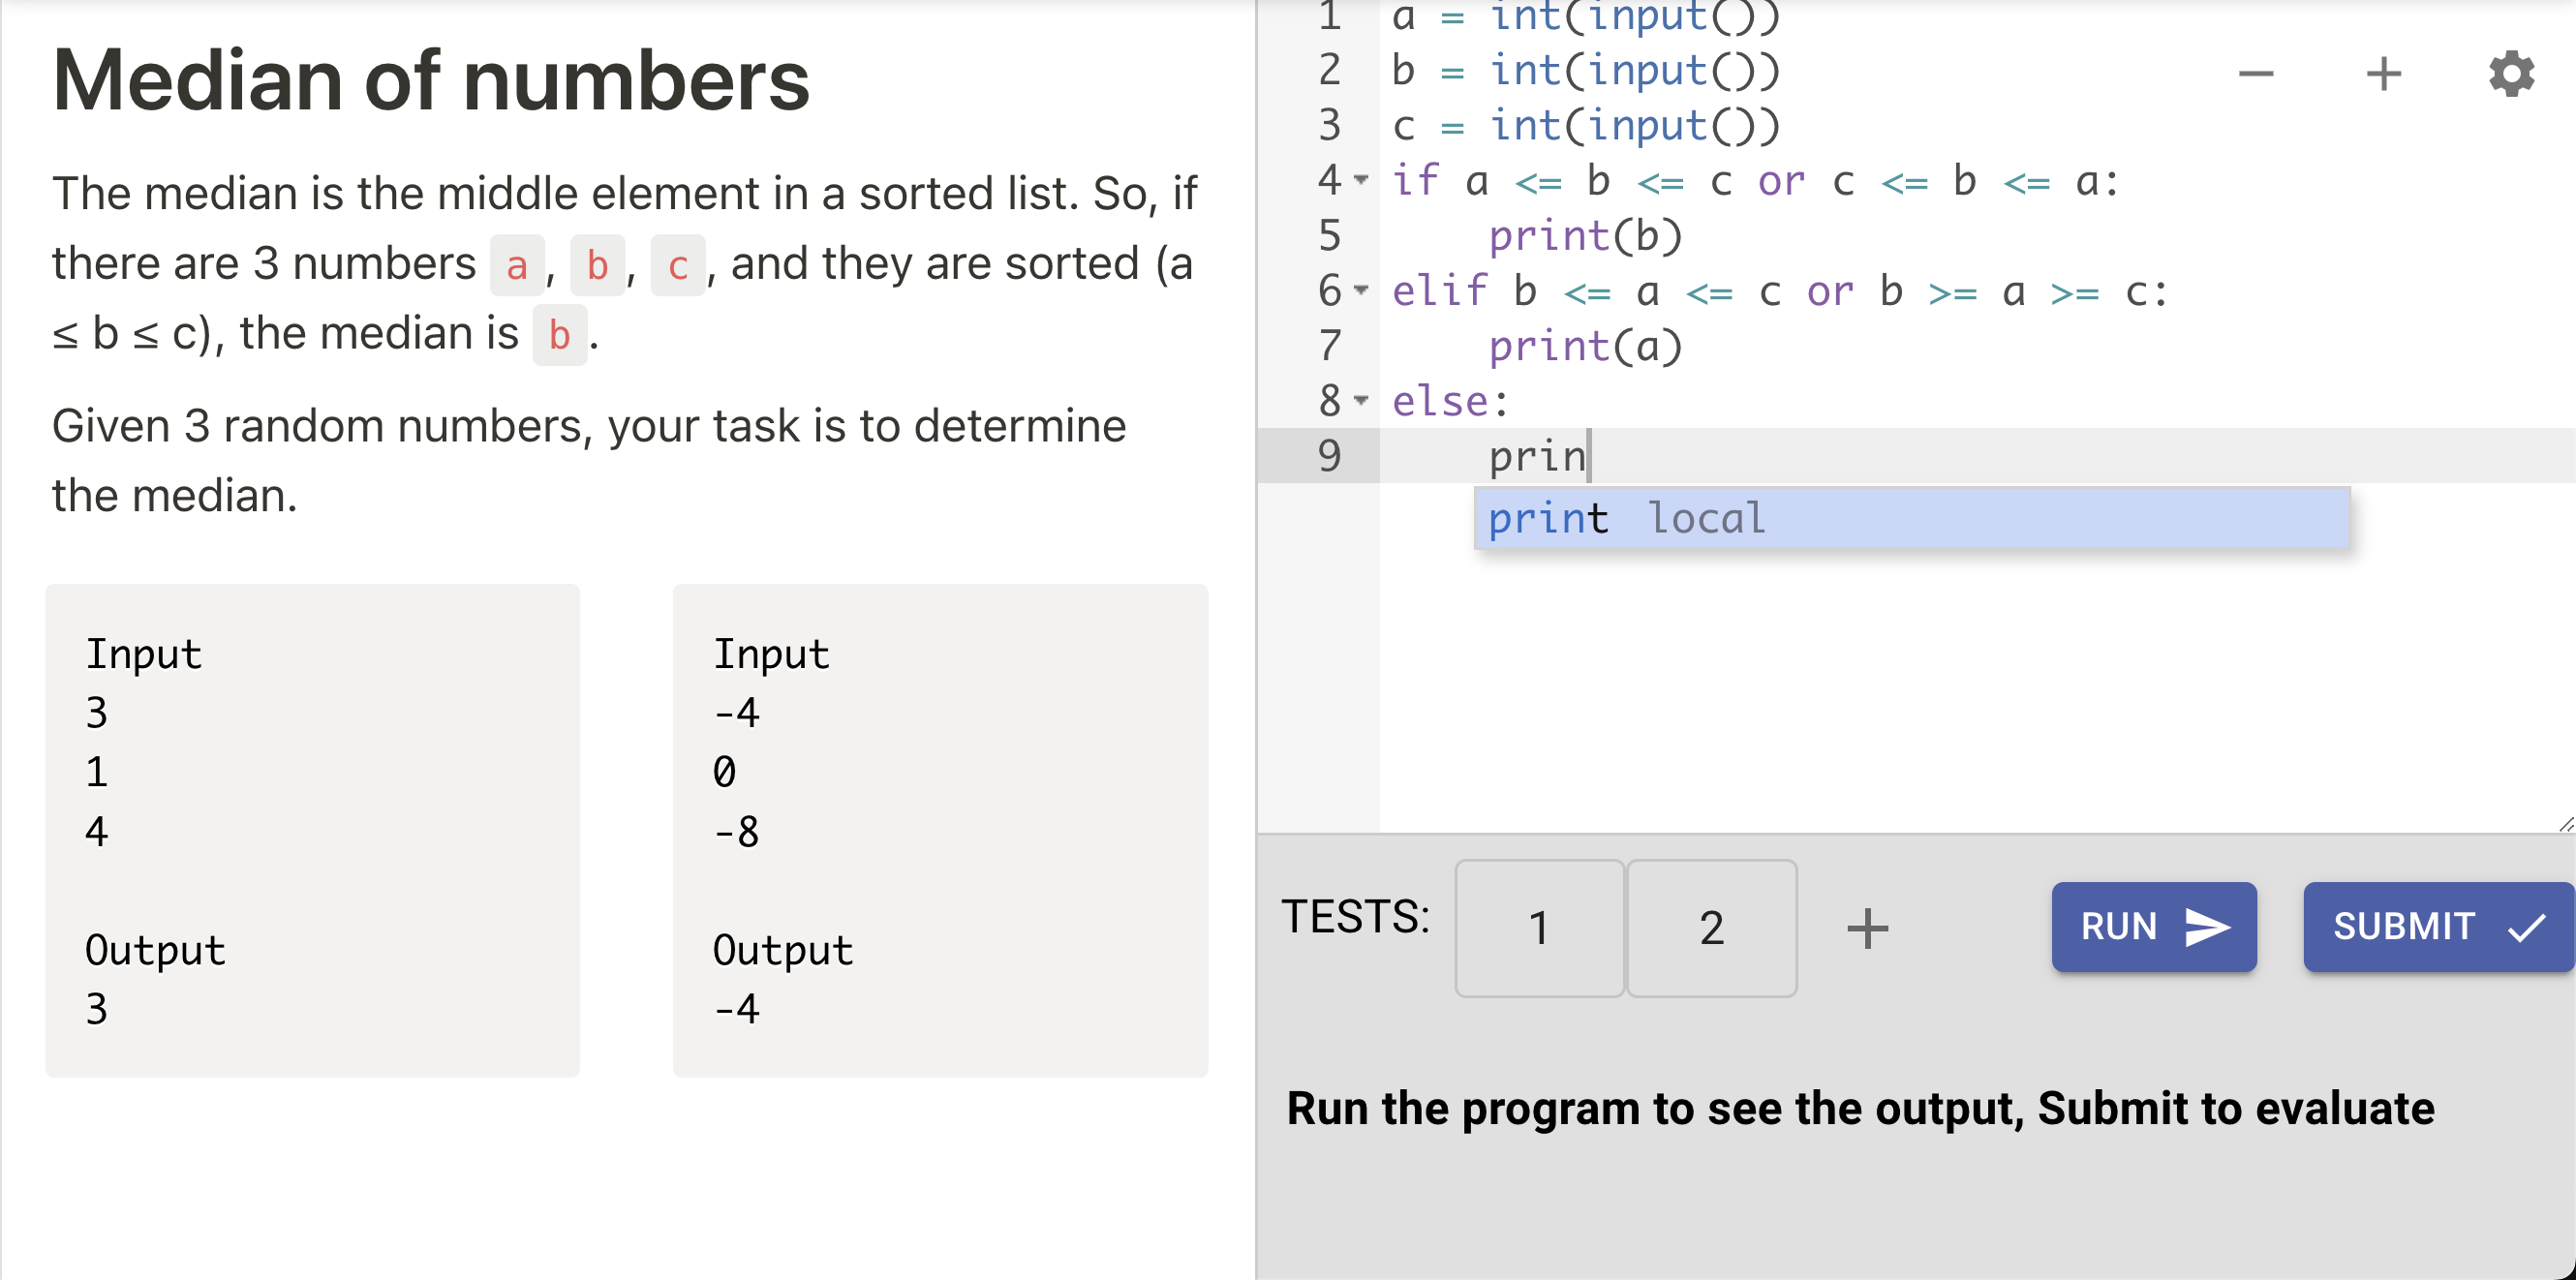 Median of numbers
The median is the middle element in a sorted list. So, if
there are 3 numbers a, b, c, and they are sorted (a
≤ b ≤ c), the median is b.
Given 3 random numbers, your task is to determine
the median.
Input
3
1
4
Output
3
Input
-4
0
-8
Output
-4
1 a = int(input())
2 b = int(input())
3 c = int(input())
4 if a <= b <= c or c <= b <= a:
5     print(b)
6 elif b <= a <= c or b >= a >= c:
7     print(a)
8 else:
9     prin
print local
TESTS: 1 2 +
RUN
SUBMIT
Run the program to see the output, Submit to evaluate